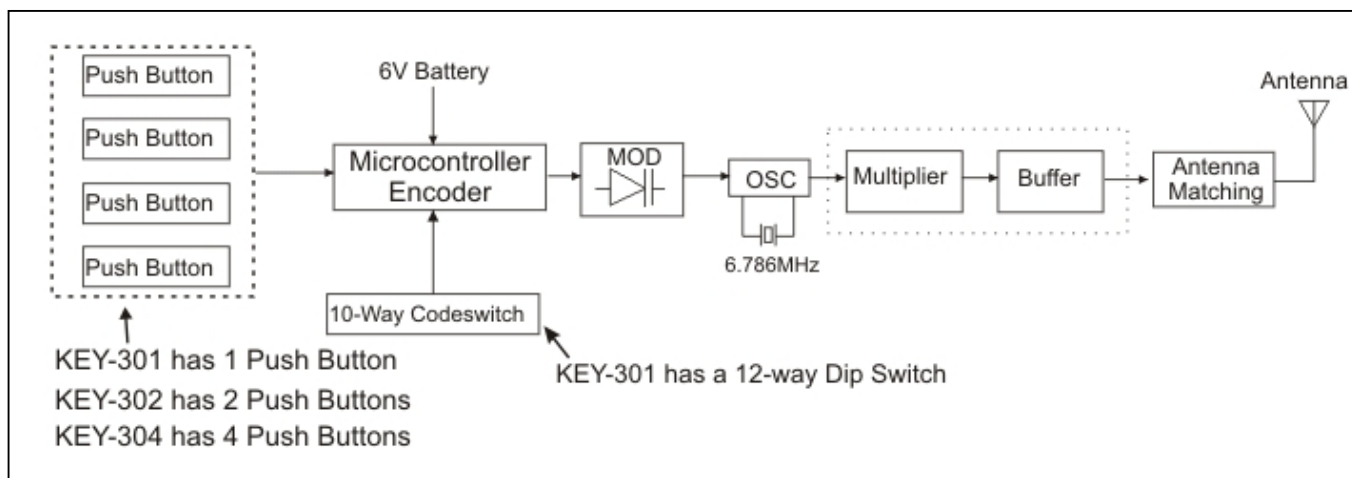 Push Button
Push Button
Push Button
Push Button
6V Battery
Microcontroller
Encoder
10-Way Codeswitch
MOD
OSC
6.786MHz
Multiplier
Buffer
Antenna
Matching
Antenna
KEY-301 has 1 Push Button
KEY-302 has 2 Push Buttons
KEY-304 has 4 Push Buttons
KEY-301 has a 12-way Dip Switch